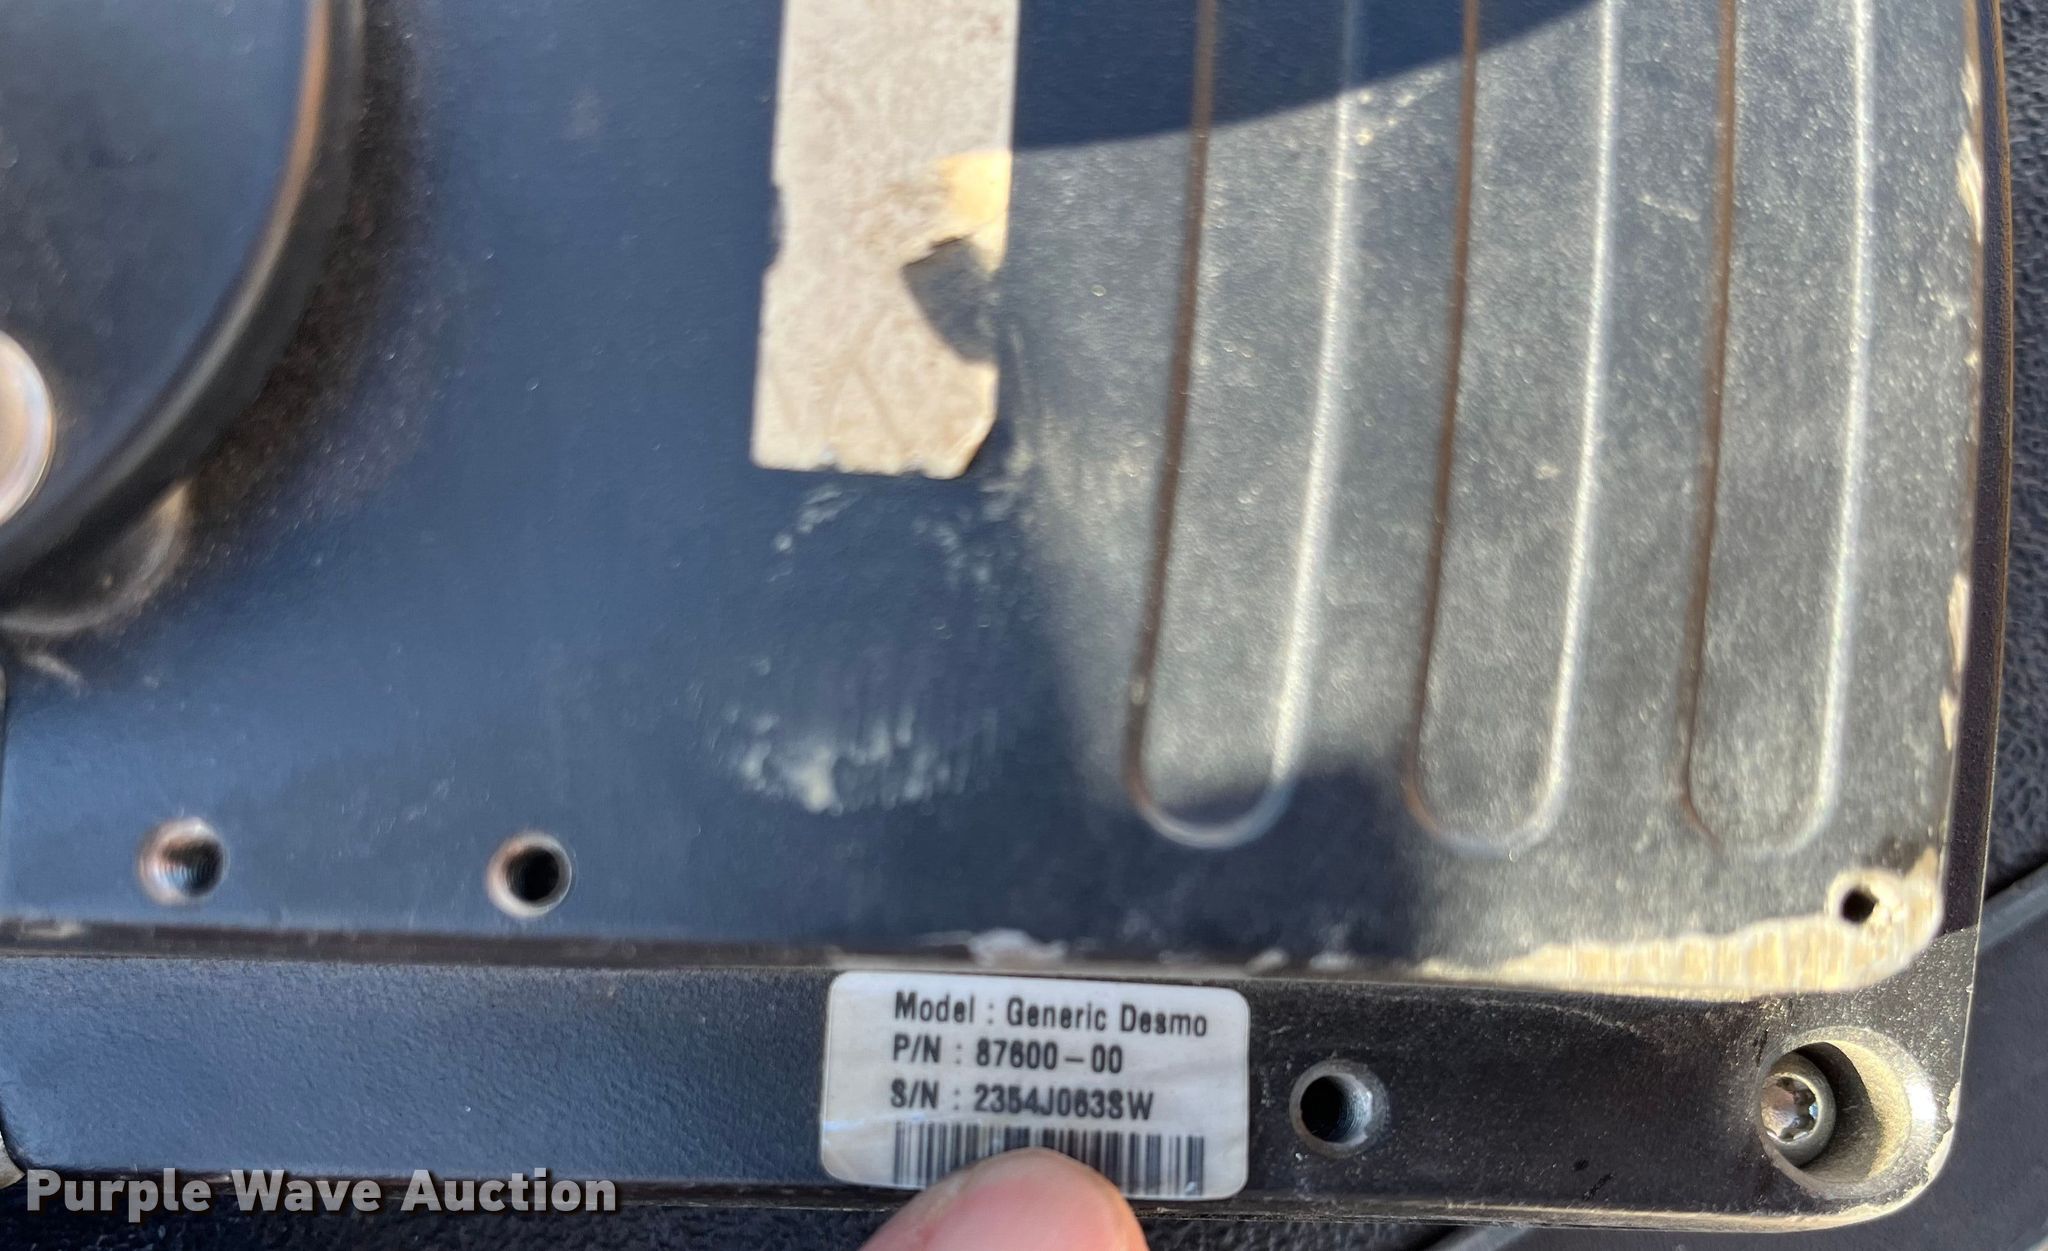 Model : Generic Desmo
P/N : 87600-00
S/N : 2354J063SW
Purple Wave Auction